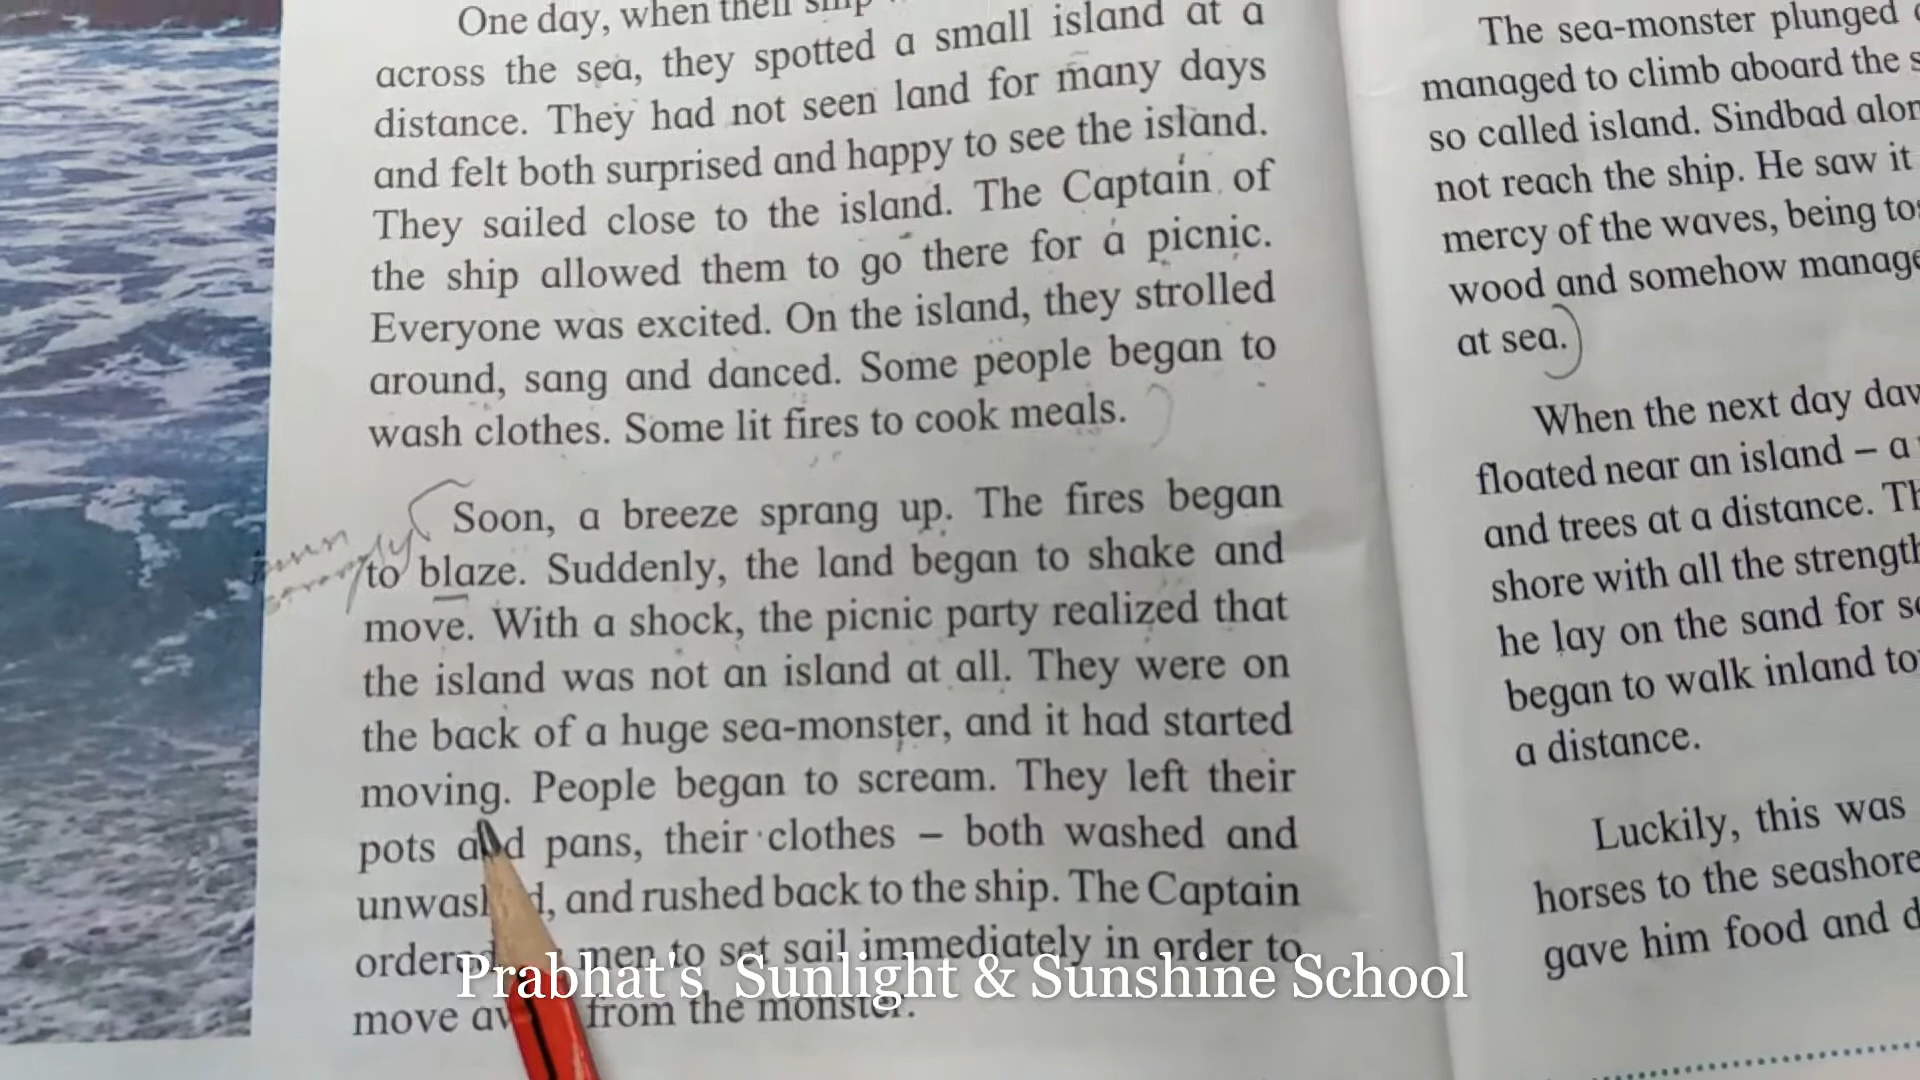 One day, when their ship
across the sea, they spotted a small island at a
distance. They had not seen land for many days
and felt both surprised and happy to see the island.
They sailed close to the island. The Captain of
the ship allowed them to go there for a picnic.
Everyone was excited. On the island, they strolled
around, sang and danced. Some people began to
wash clothes. Some lit fires to cook meals.
Soon, a breeze sprang up. The fires began
to blaze. Suddenly, the land began to shake and
move. With a shock, the picnic party realized that
the island was not an island at all. They were on
the back of a huge sea-monster, and it had started
moving. People began to scream. They left their
pots and pans, their clothes – both washed and
unwashed, and rushed back to the ship. The Captain
ordered men to set sail immediately in order to
move away from the monster.
The sea-monster plunged
managed to climb aboard the
so called island. Sindbad
not reach the ship. He saw it
mercy of the waves, being
wood and somehow
at sea.
When the next day
floated near an island – a
and trees at a distance.
shore with all the strength
he lay on the sand for
began to walk inland
a distance.
Luckily, this was
horses to the seashore
gave him food and
Prabhat's Sunlight & Sunshine School